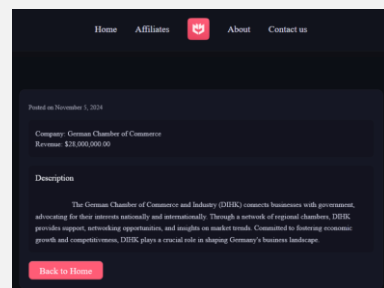 Home Affiliates About Contact us
Posted on November 5, 2024
Company: German Chamber of Commerce
Revenue: $28,000,000.00
Description
The German Chamber of Commerce and Industry (DIHK) connects businesses with government,
advocating for their interests nationally and internationally. Through a network of regional chambers, DIHK
provides support, networking opportunities, and insights on market trends. Committed to fostering economic
growth and competitiveness, DIHK plays a crucial role in shaping Germany's business landscape.
Back to Home